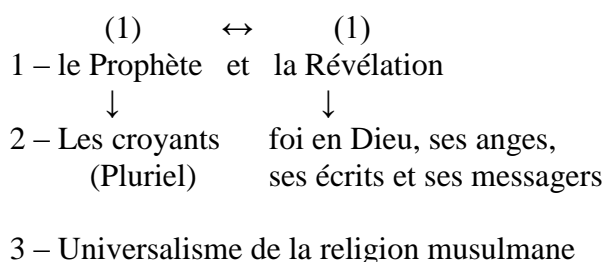 (1) ↔ (1)
1 – le Prophète et la Révélation
↓ ↓
2 – Les croyants foi en Dieu, ses anges,
(Pluriel) ses écrits et ses messagers
3 – Universalisme de la religion musulmane